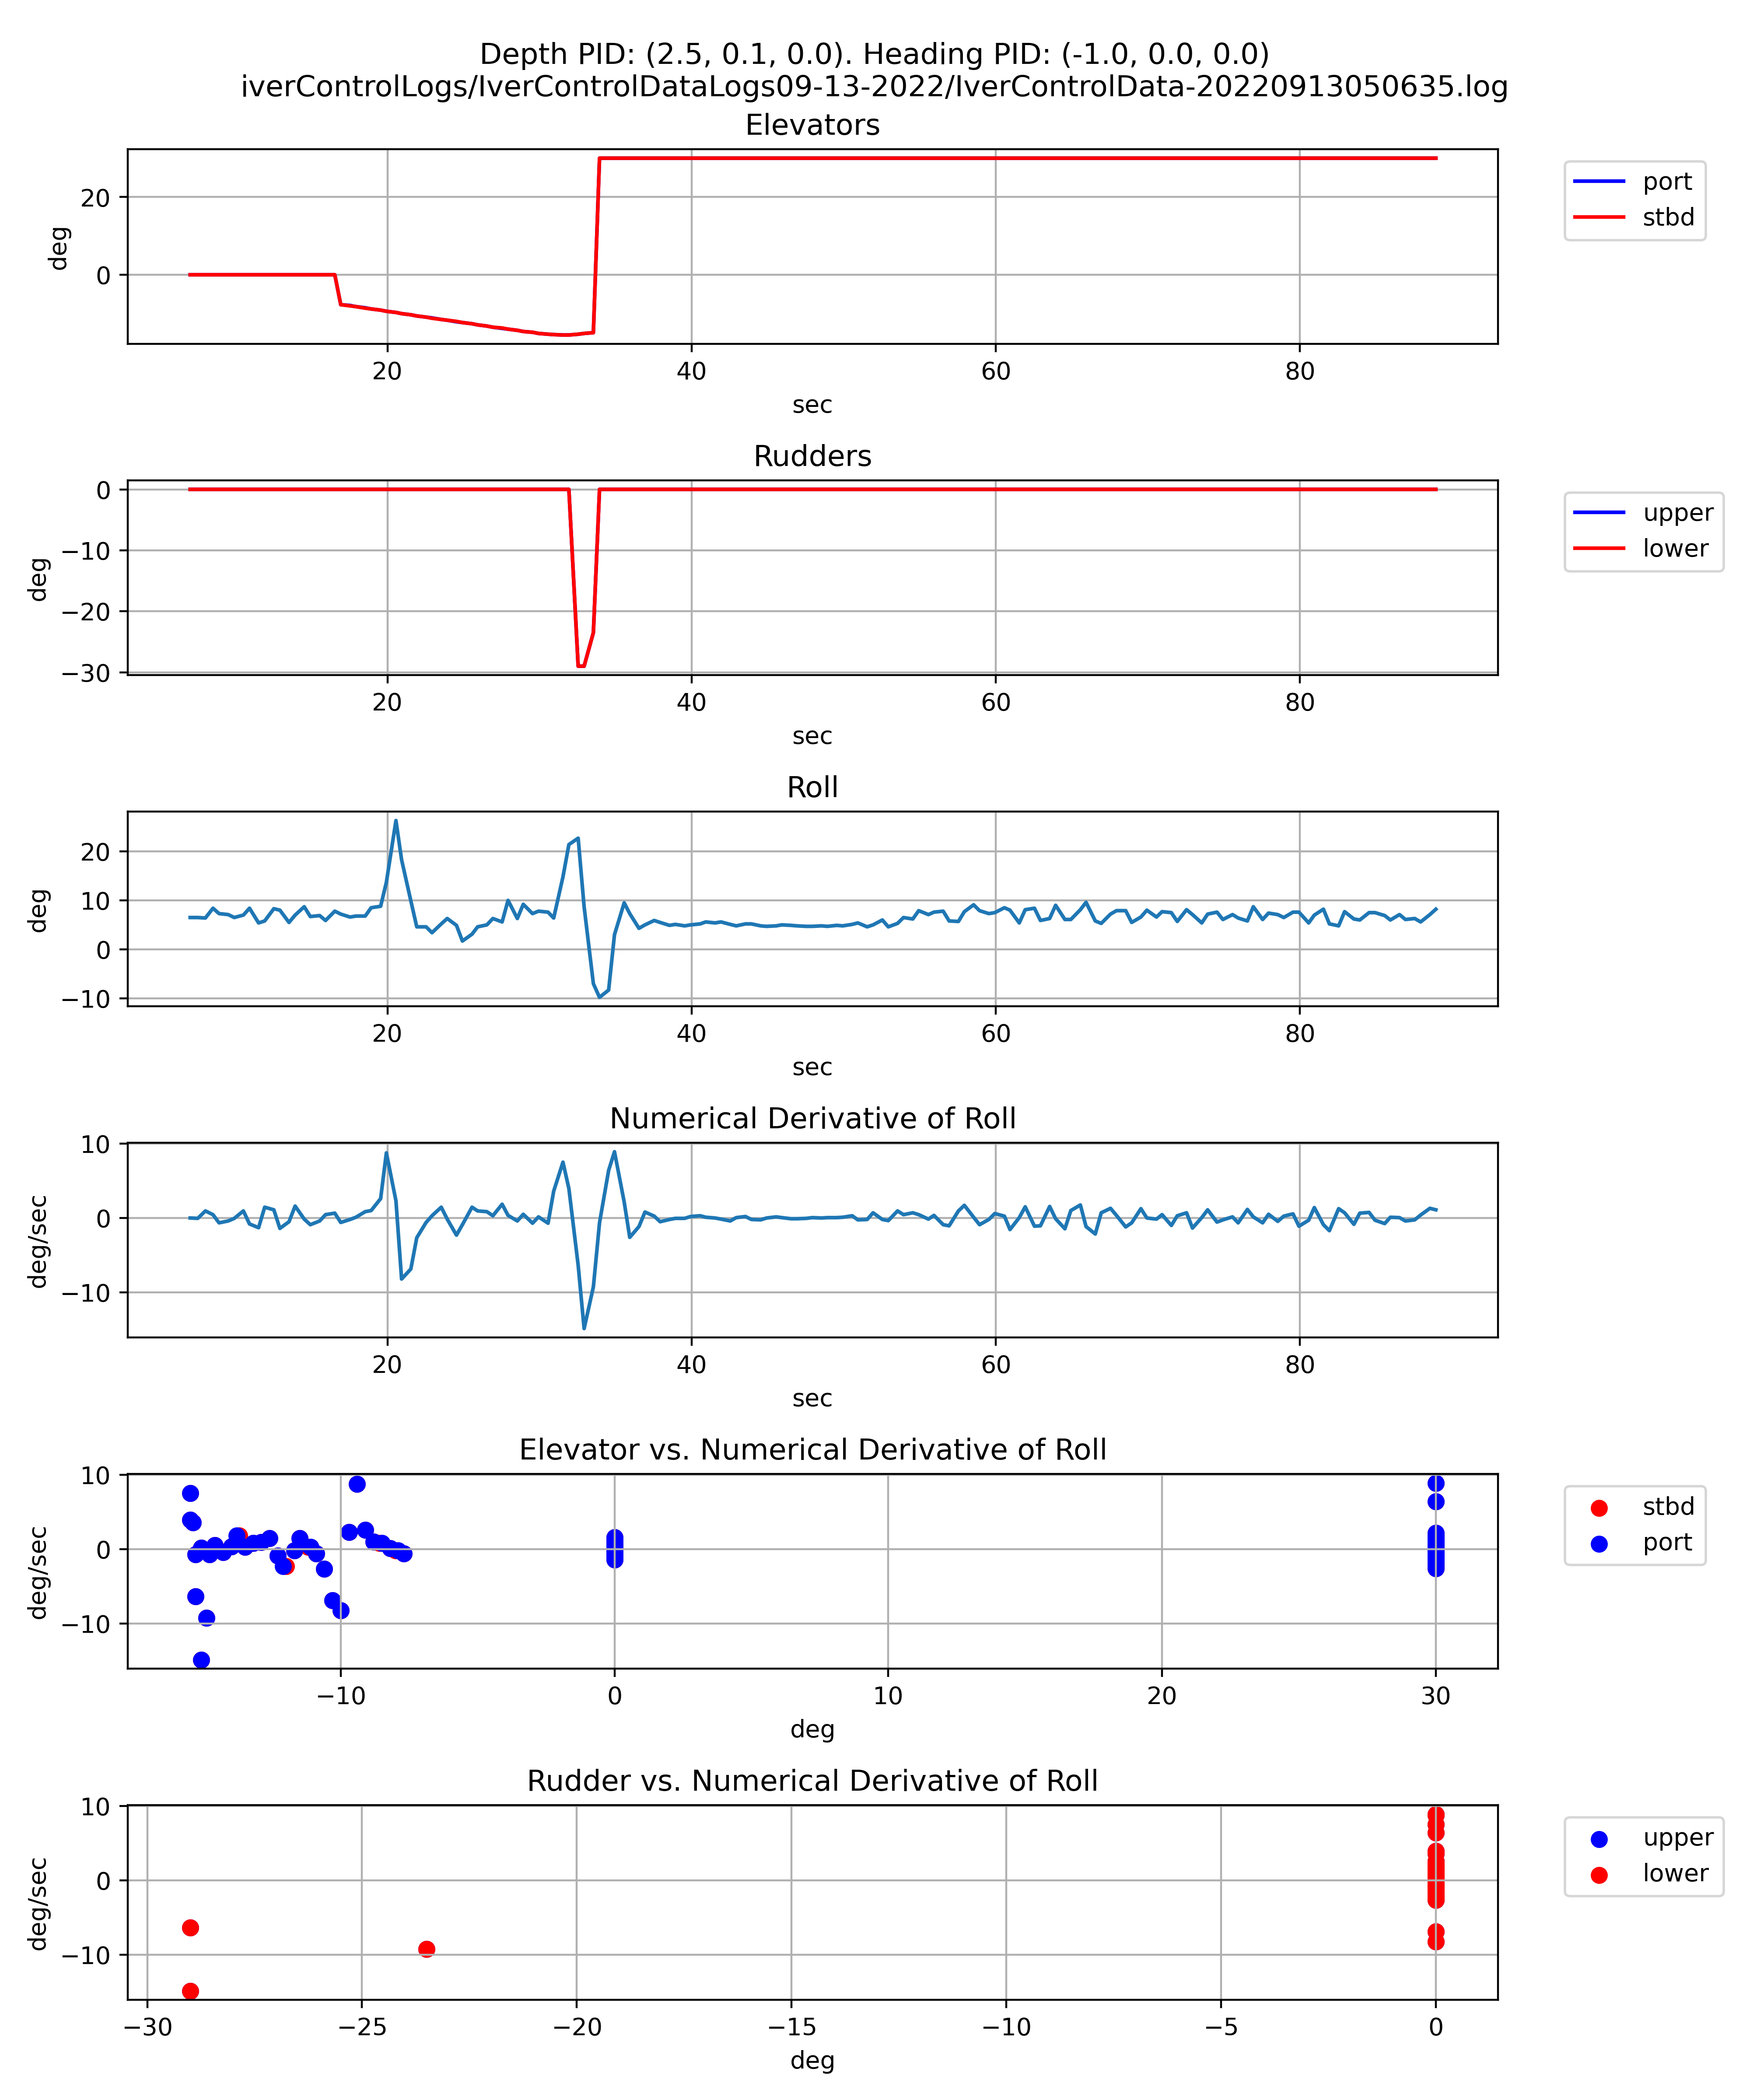 Depth PID: (2.5, 0.1, 0.0). Heading PID: (-1.0, 0.0, 0.0)
iverControlLogs/IverControlDataLogs09-13-2022/IverControlData-20220913050635.log
Elevators
20
0
deg
20 40 60 80
sec
port
stbd
Rudders
0
−10
−20
−30
deg
20 40 60 80
sec
upper
lower
Roll
20
10
0
−10
deg
20 40 60 80
sec
Numerical Derivative of Roll
10
0
−10
deg/sec
20 40 60 80
sec
Elevator vs. Numerical Derivative of Roll
10
0
−10
deg/sec
−10 0 10 20 30
deg
stbd
port
Rudder vs. Numerical Derivative of Roll
10
0
−10
deg/sec
−30 −25 −20 −15 −10 −5 0
deg
upper
lower